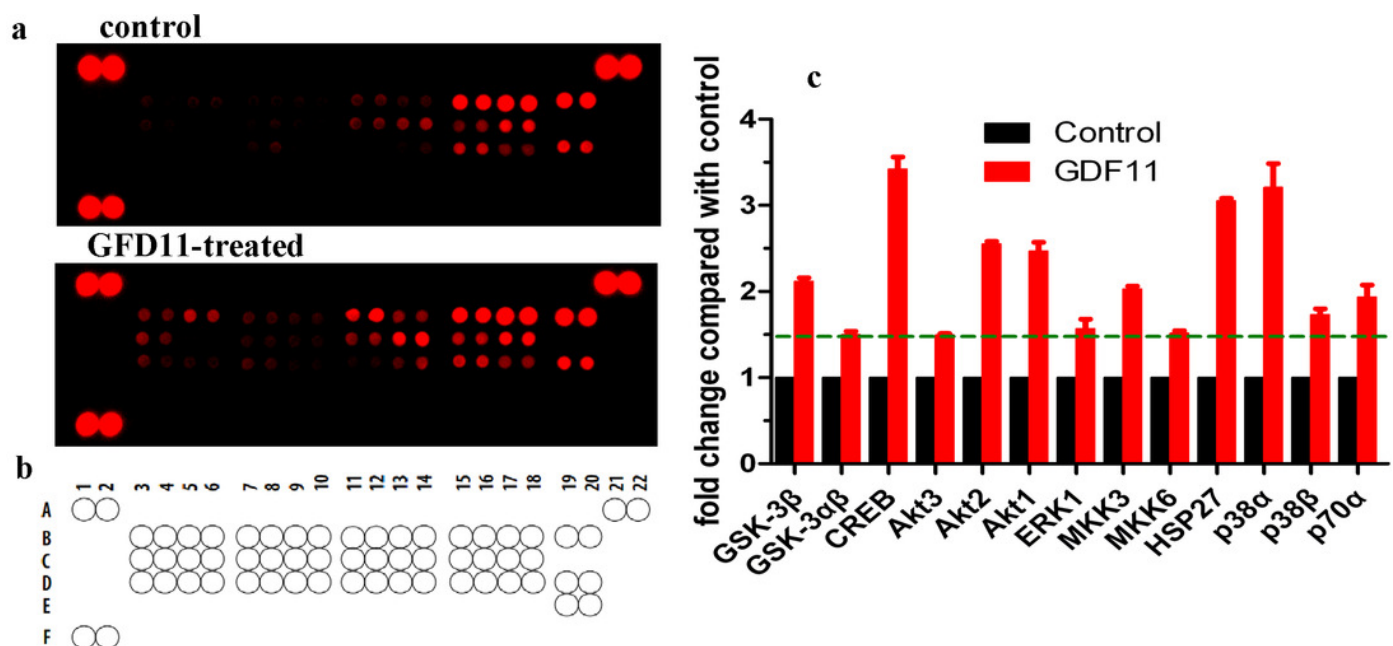 a
control
GFD11-treated
b
1 2 3 4 5 6 7 8 9 10 11 12 13 14 15 16 17 18 19 20 21 22
A
B
C
D
E
F
c
fold change compared with control
4
3
2
1
0
Control
GDF11
GSK-3β
GSK-3αβ
CREB
Akt3
Akt2
Akt1
ERK1
MKK3
MKK6
HSP27
p38α
p38β
p70α